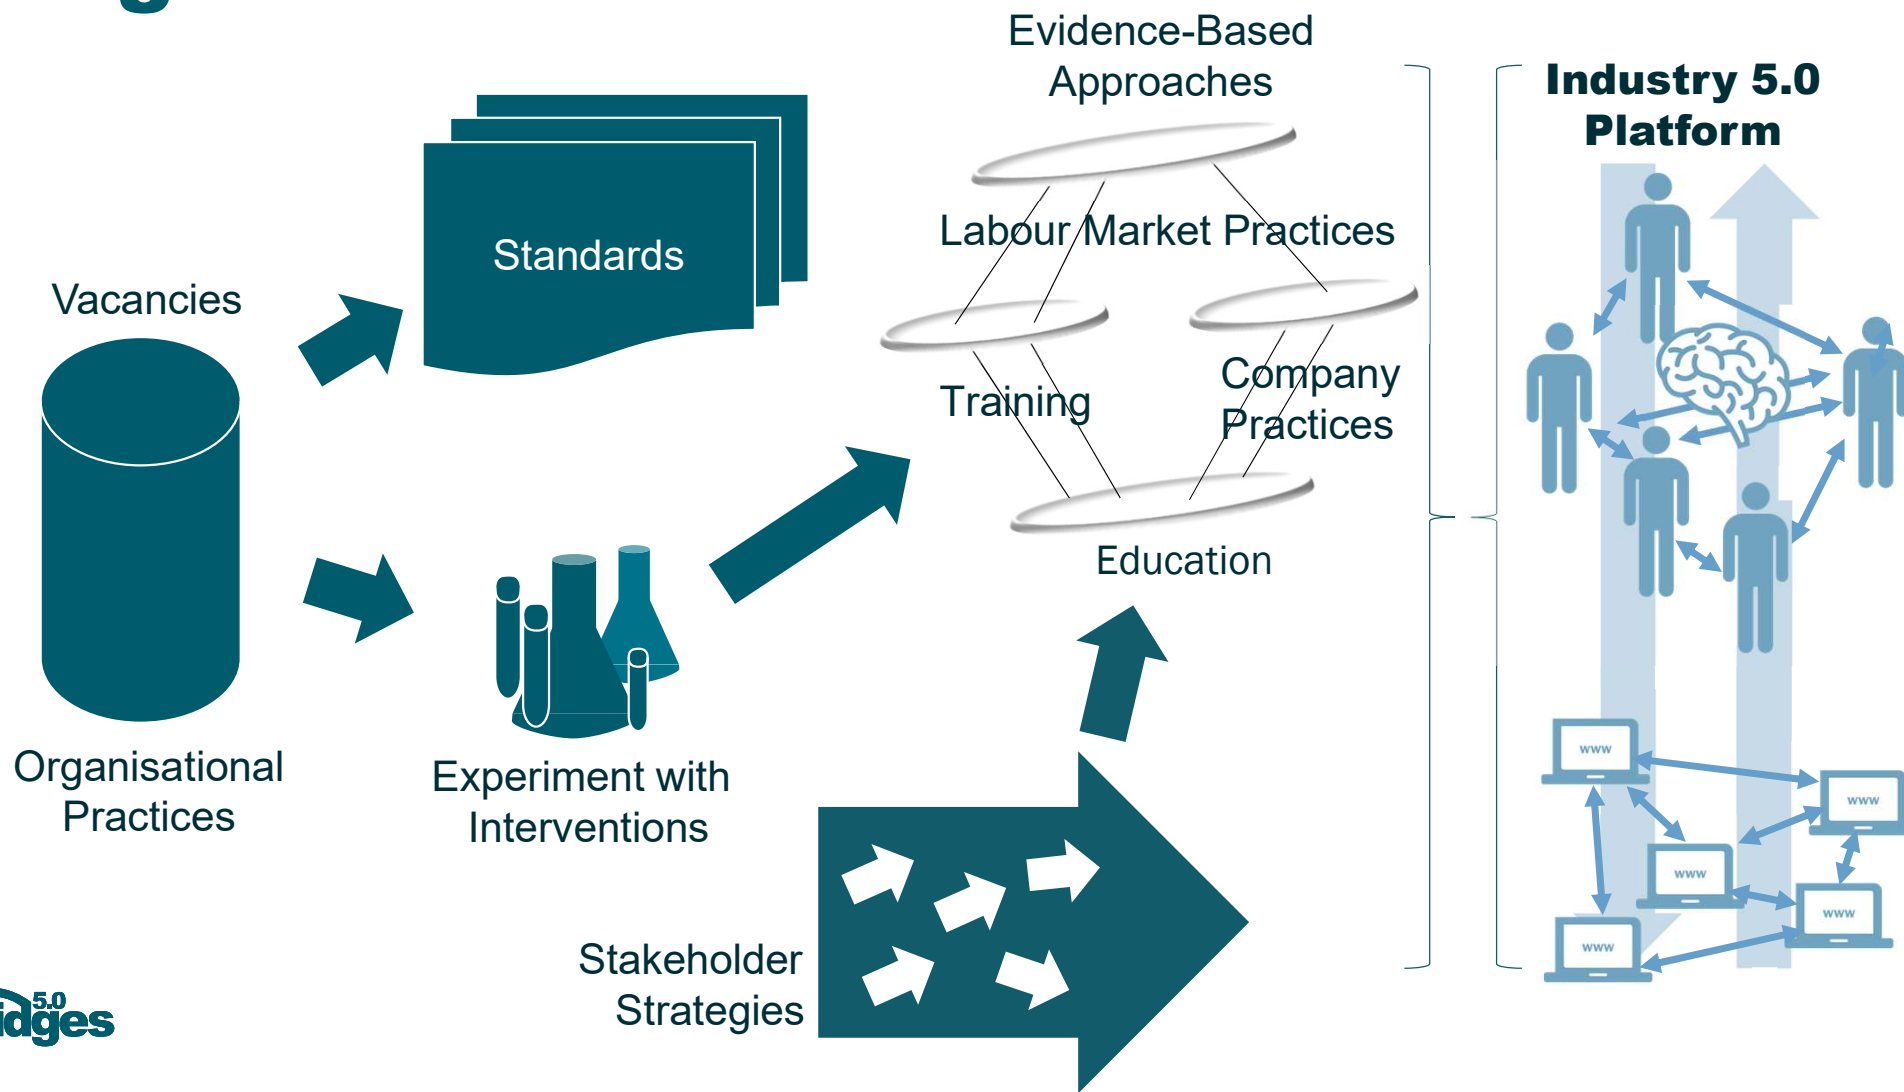 Evidence-Based
Approaches
Industry 5.0
Platform
Standards
Labour Market Practices
Vacancies
Training
Company
Practices
Education
Organisational
Practices
Experiment with
Interventions
www
www
www
www
www
Stakeholder
Strategies
5.0
idges